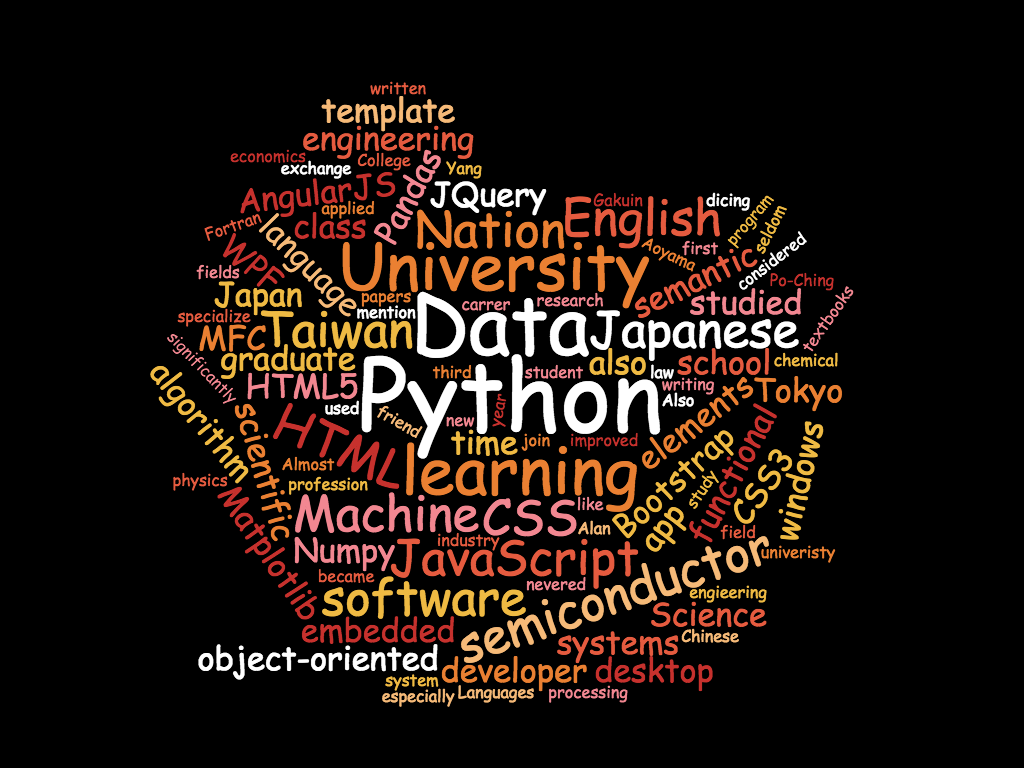 written
template
engineering
economics
exchange
College
Yang
AngularJS
Pandas
JQuery
applied
Gakuin
dicing
program
seldom
Fortran
class
Nation
English
language
WPF
Aoyama
first
considered
University
semantic
fields
Po-Ching
Japan
papers
carrer
research
studied
textbooks
specialize
mention
Data
MFC
Taiwan
Japanese
significantly
graduate
also
school
chemical
third
student
law
algorithm
HTML5
Python
writing
Tokyo
used
Also
elements
friend
new
year
scientific
HTML
time
join
improved
Almost
learning
Bootstrap
functional
CSS3
windows
physics
profession
study
Matplotlib
Machine
CSS
like
Alan
app
field
Numpy
industry
JavaScript
univeristy
became
nevered
semiconductor
software
engieering
embedded
Science
Chinese
systems
object-oriented
developer
desktop
system
especially
Languages
processing